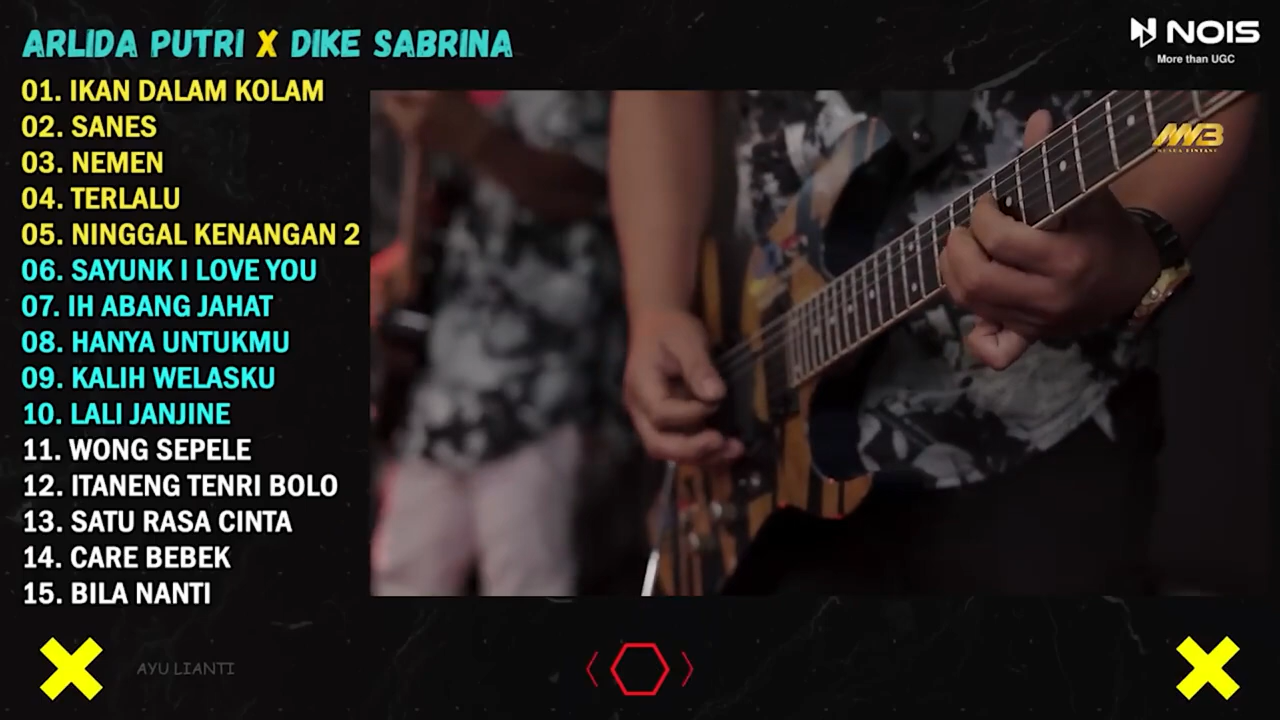 ARLIDA PUTRI X DIKE SABRINA
NOIS
More than UGC
01. IKAN DALAM KOLAM
02. SANES
03. NEMEN
04. TERLALU
05. NINGGAL KENANGAN 2
06. SAYUNK I LOVE YOU
07. IH ABANG JAHAT
08. HANYA UNTUKMU
09. KALIH WELASKU
10. LALI JANJINE
11. WONG SEPELE
12. ITANENG TENRI BOLO
13. SATU RASA CINTA
14. CARE BEBEK
15. BILA NANTI
AYU LIANTI